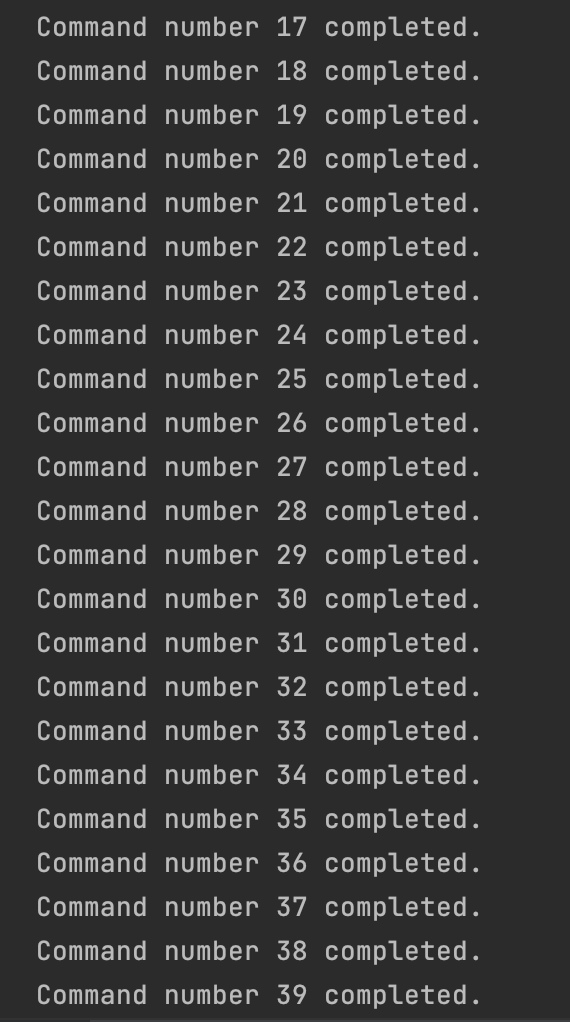 Command number 17 completed.
Command number 18 completed.
Command number 19 completed.
Command number 20 completed.
Command number 21 completed.
Command number 22 completed.
Command number 23 completed.
Command number 24 completed.
Command number 25 completed.
Command number 26 completed.
Command number 27 completed.
Command number 28 completed.
Command number 29 completed.
Command number 30 completed.
Command number 31 completed.
Command number 32 completed.
Command number 33 completed.
Command number 34 completed.
Command number 35 completed.
Command number 36 completed.
Command number 37 completed.
Command number 38 completed.
Command number 39 completed.